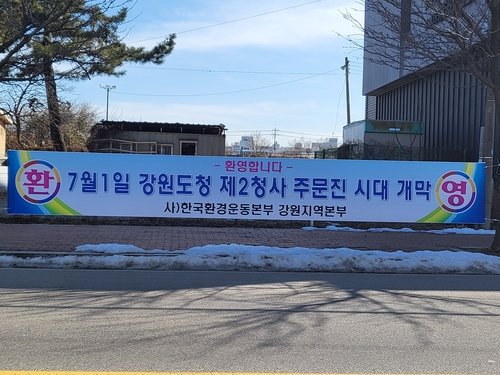 - 환영합니다 -
환 7월1일 강원도청 제2청사 주문진 시대 개막 영
사)한국환경운동본부 강원지역본부